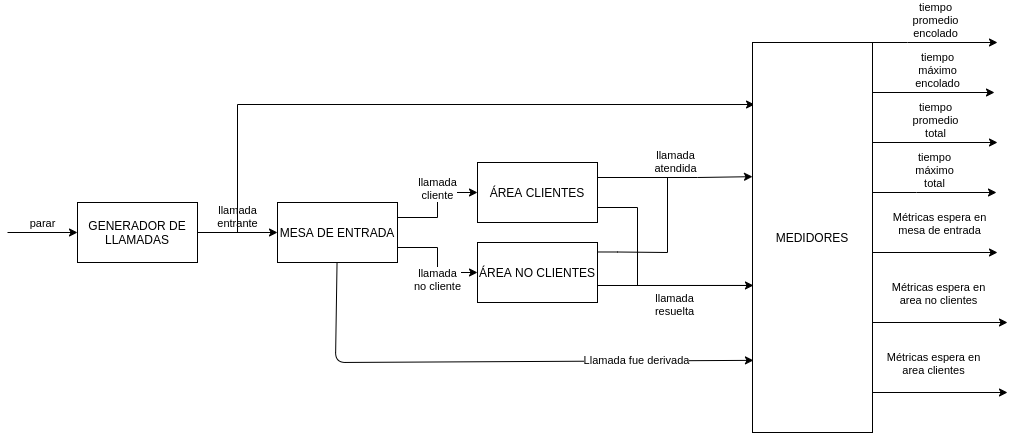 tiempo
promedio
encolado
tiempo
máximo
encolado
tiempo
promedio
total
tiempo
máximo
total
Métricas espera en
mesa de entrada
Métricas espera en
area no clientes
Métricas espera en
area clientes
parar
GENERADOR DE
LLAMADAS
llamada
entrante
MESA DE ENTRADA
llamada
cliente
llamada
no cliente
ÁREA CLIENTES
ÁREA NO CLIENTES
llamada
atendida
llamada
resuelta
Llamada fue derivada
MEDIDORES